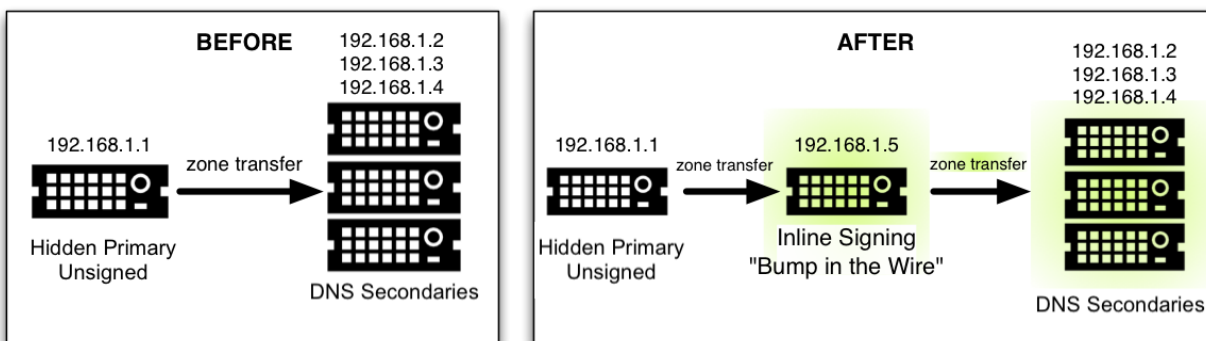 BEFORE
192.168.1.2
192.168.1.3
192.168.1.4
192.168.1.1
zone transfer
Hidden Primary
Unsigned
DNS Secondaries
AFTER
192.168.1.2
192.168.1.3
192.168.1.4
192.168.1.1
zone transfer
192.168.1.5
zone transfer
Hidden Primary
Unsigned
Inline Signing
"Bump in the Wire"
DNS Secondaries